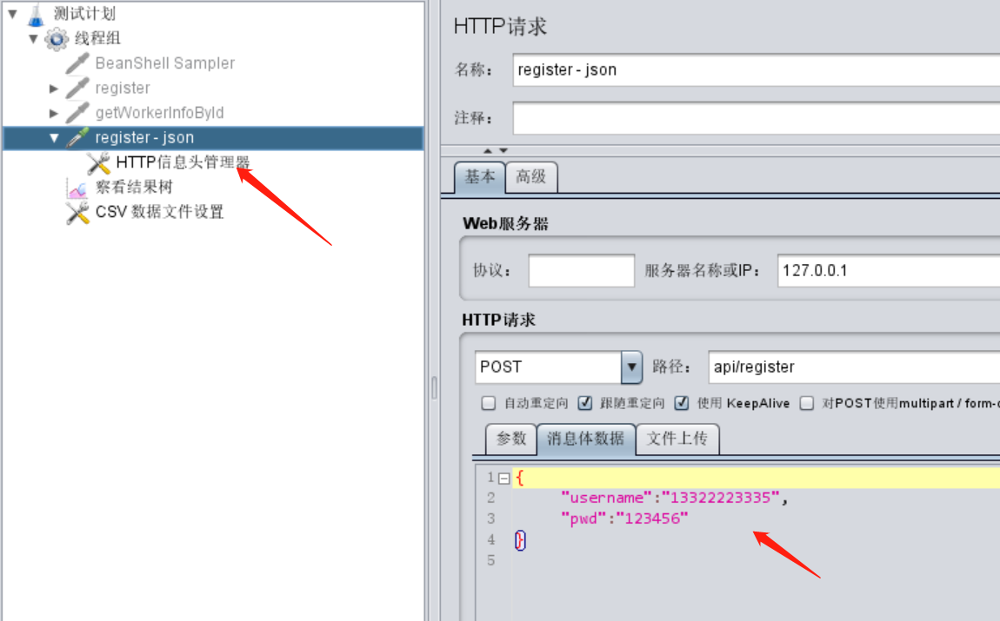 测试计划
线程组
BeanShell Sampler
register
getWorkerInfoById
register - json
HTTP信息头管理器
察看结果树
CSV 数据文件设置
HTTP请求
名称： register - json
注释：
基本 高级
Web服务器
协议： 服务器名称或IP： 127.0.0.1
HTTP请求
POST 路径： api/register
自动重定向 跟随重定向 使用 KeepAlive 对POST使用multipart / form-
参数 消息体数据 文件上传
1 {
2 "username":"13322223335",
3 "pwd":"123456"
4 }
5